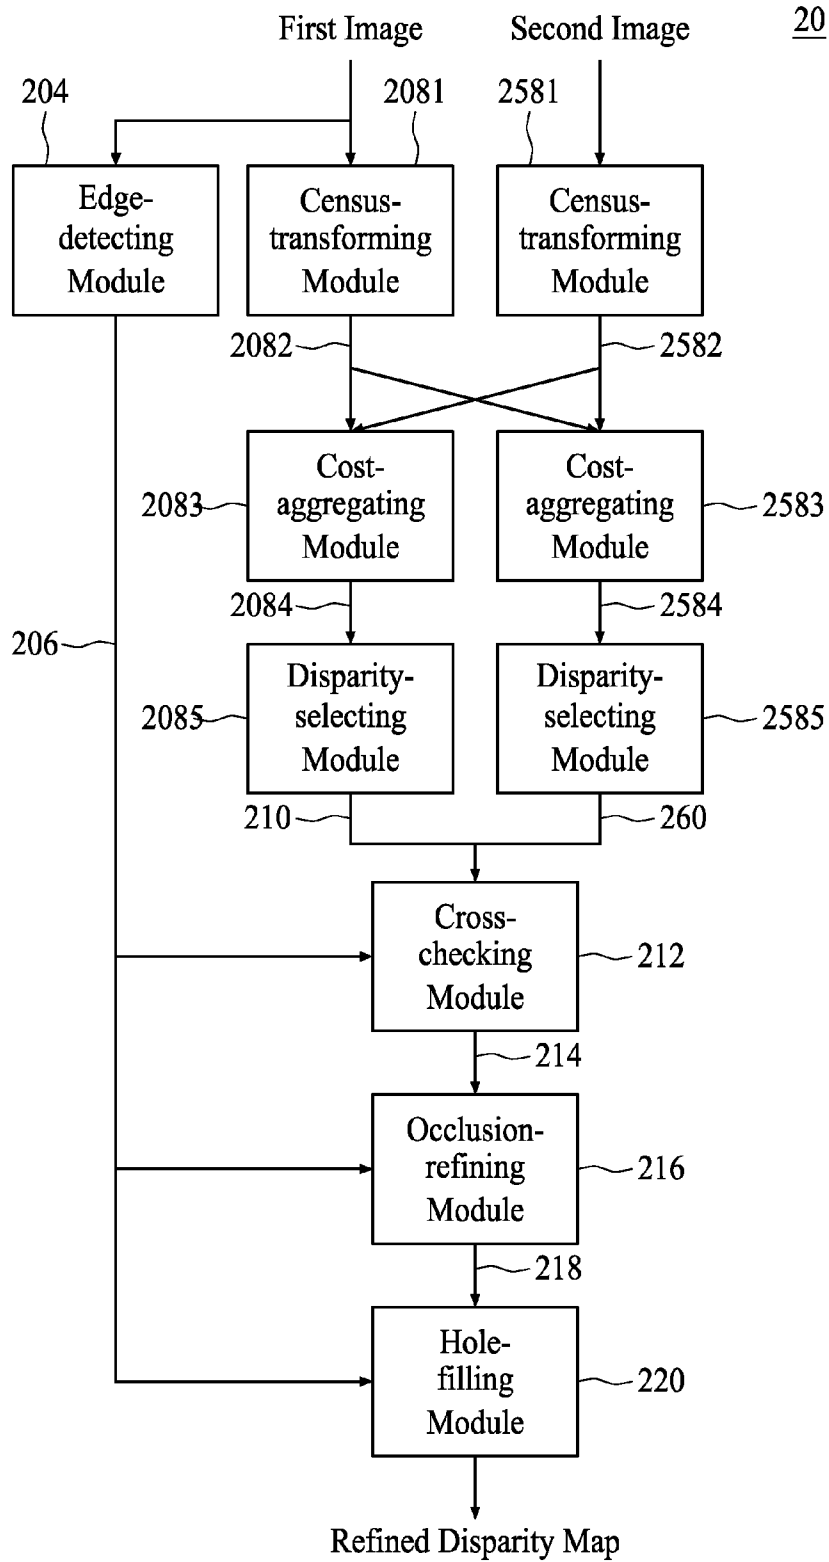 First Image
Second Image
20
204
2081
2581
Edge-
detecting
Module
Census-
transforming
Module
Census-
transforming
Module
2082
2582
Cost-
aggregating
Module
Cost-
aggregating
Module
2083
2583
2084
2584
206
Disparity-
selecting
Module
Disparity-
selecting
Module
2085
2585
210
260
Cross-
checking
Module
212
214
Occlusion-
refining
Module
216
218
Hole-
filling
Module
220
Refined Disparity Map